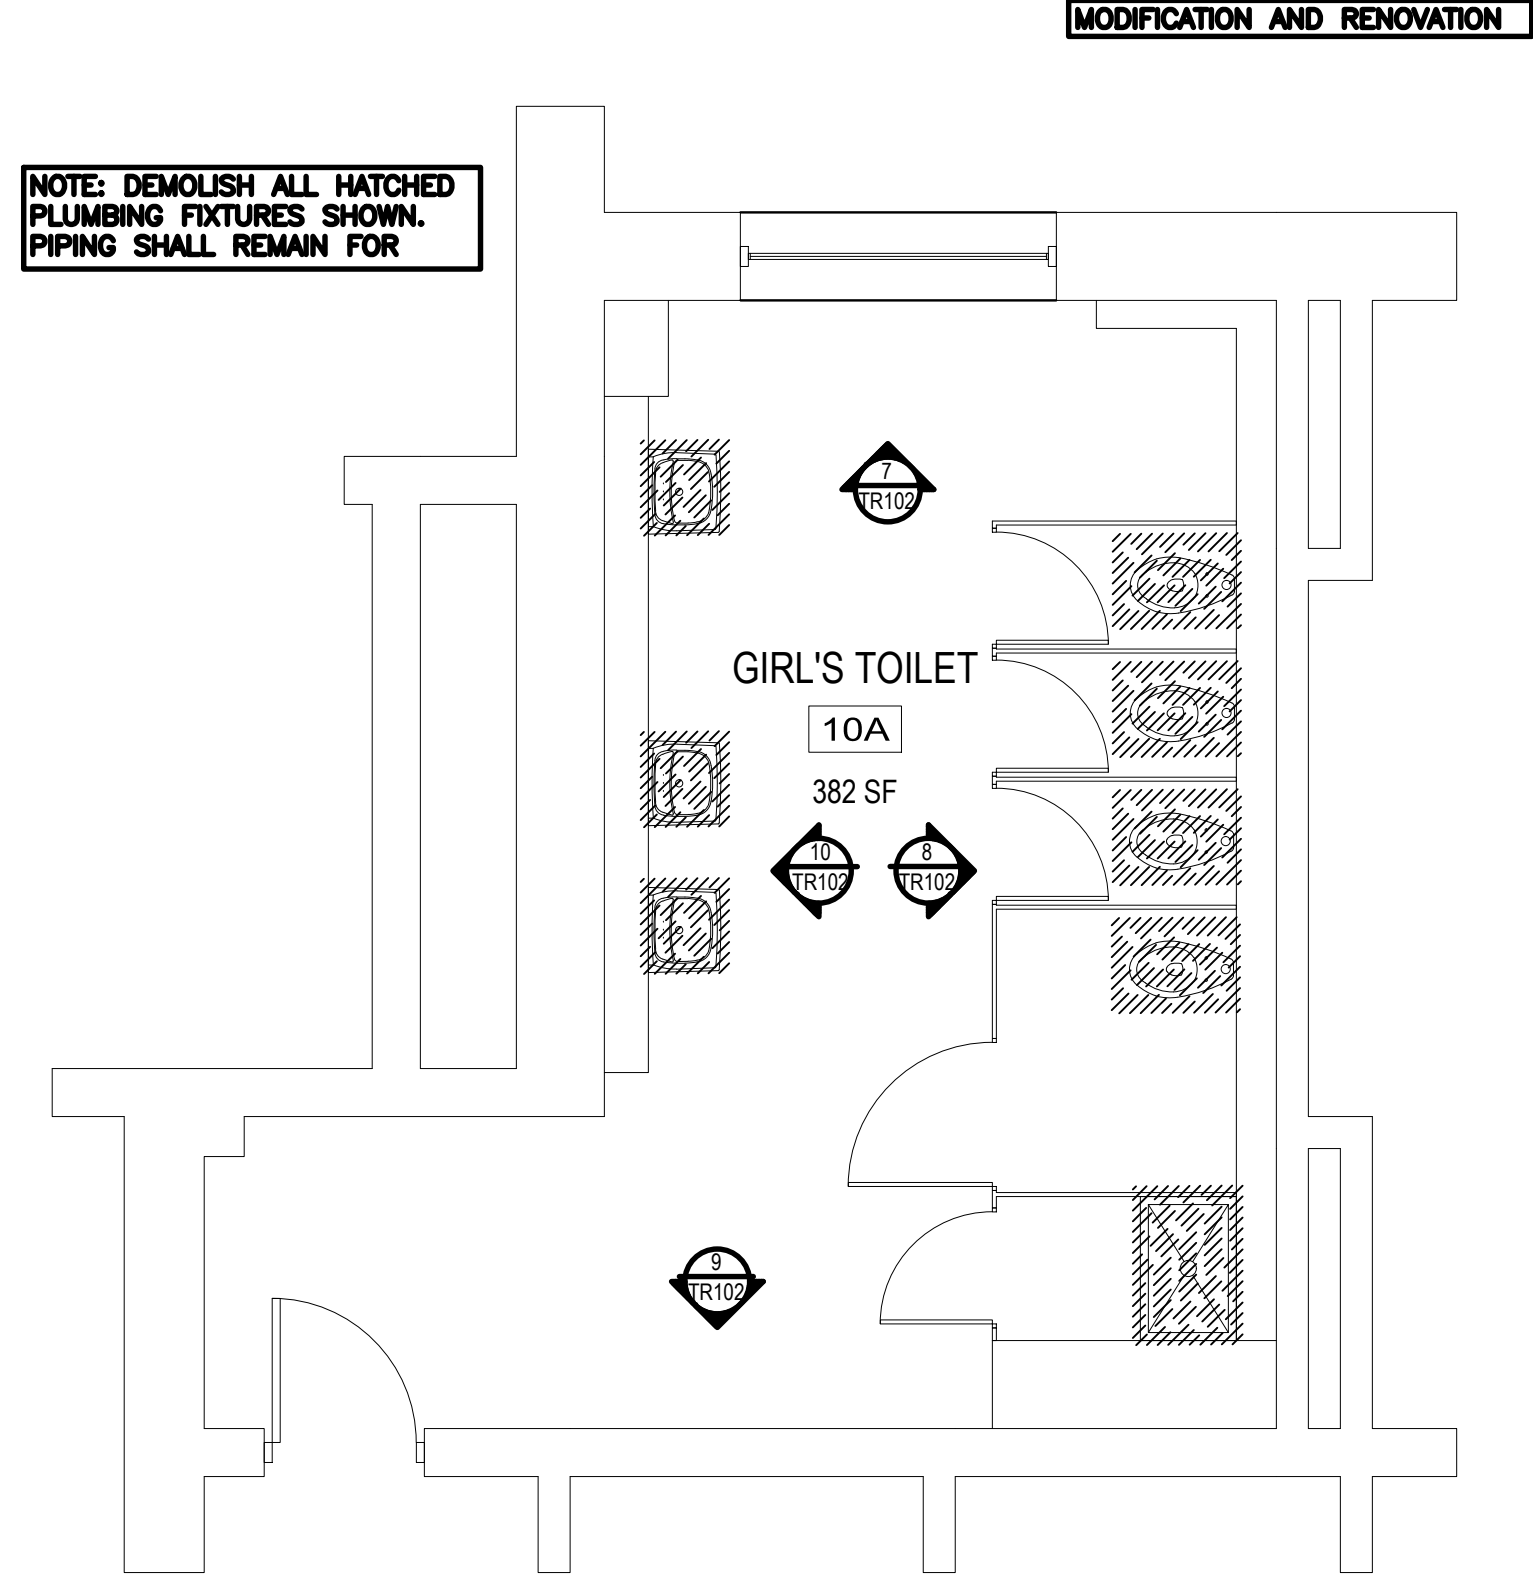 MODIFICATION AND RENOVATION
NOTE: DEMOLISH ALL HATCHED
PLUMBING FIXTURES SHOWN.
PIPING SHALL REMAIN FOR
7
TR102
GIRL'S TOILET
10A
382 SF
10
TR102
8
TR102
9
TR102